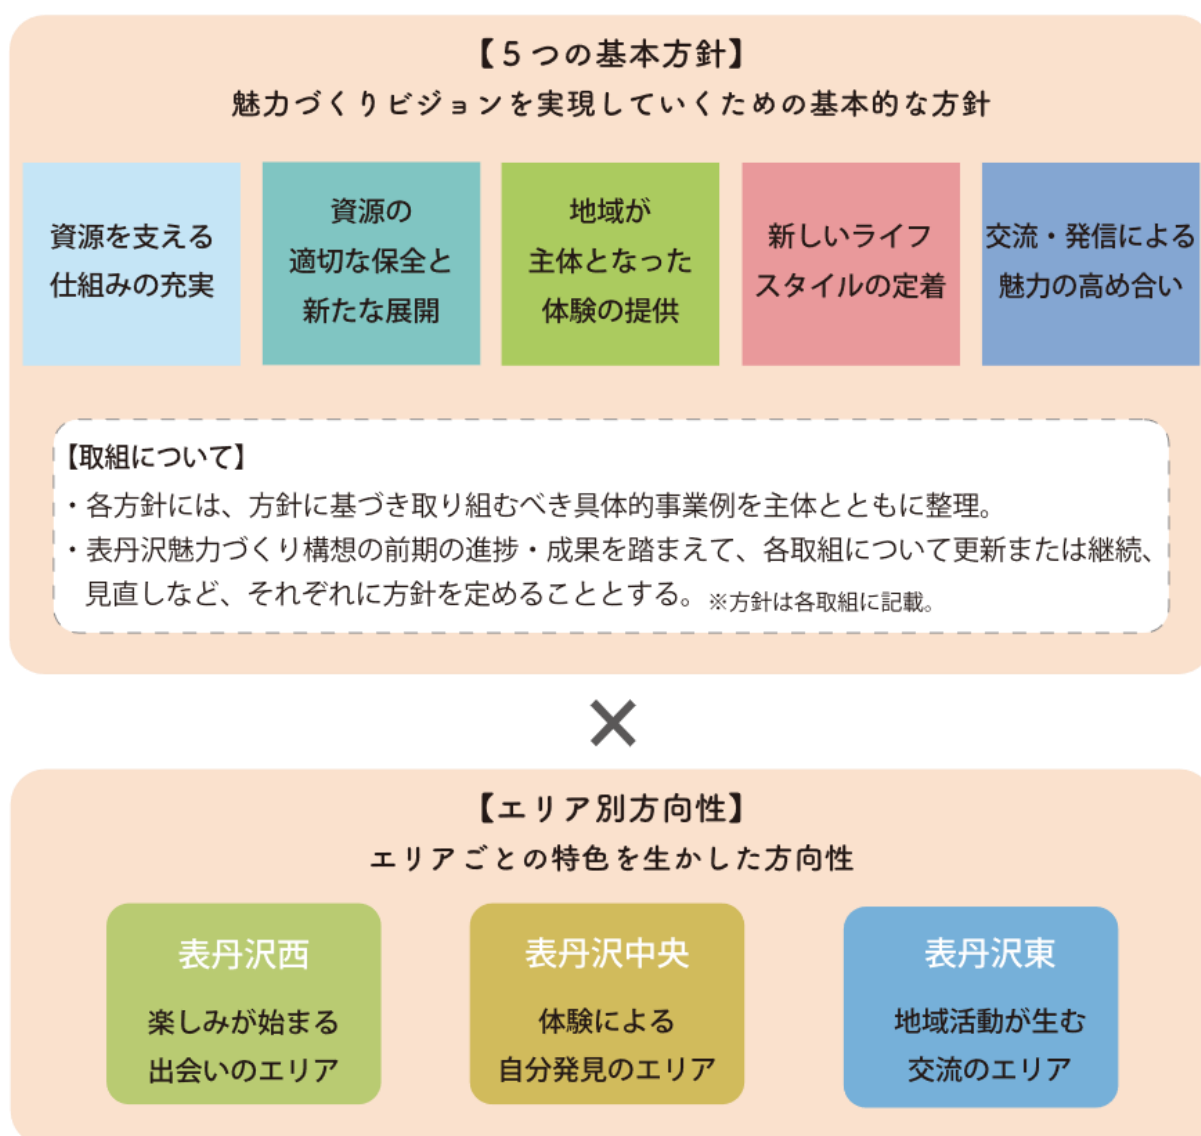 【5つの基本方針】
魅力づくりビジョンを実現していくための基本的な方針
資源を支える
仕組みの充実
資源の
適切な保全と
新たな展開
地域が
主体となった
体験の提供
新しいライフ
スタイルの定着
交流・発信による
魅力の高め合い
【取組について】
・各方針には、方針に基づき取り組むべき具体的事業例を主体とともに整理。
・表丹沢魅力づくり構想の前期の進捗・成果を踏まえて、各取組について更新または継続、
見直しなど、それぞれに方針を定めることとする。※方針は各取組に記載。
×
【エリア別方向性】
エリアごとの特色を生かした方向性
表丹沢西
楽しみが始まる
出会いのエリア
表丹沢中央
体験による
自分発見のエリア
表丹沢東
地域活動が生む
交流のエリア